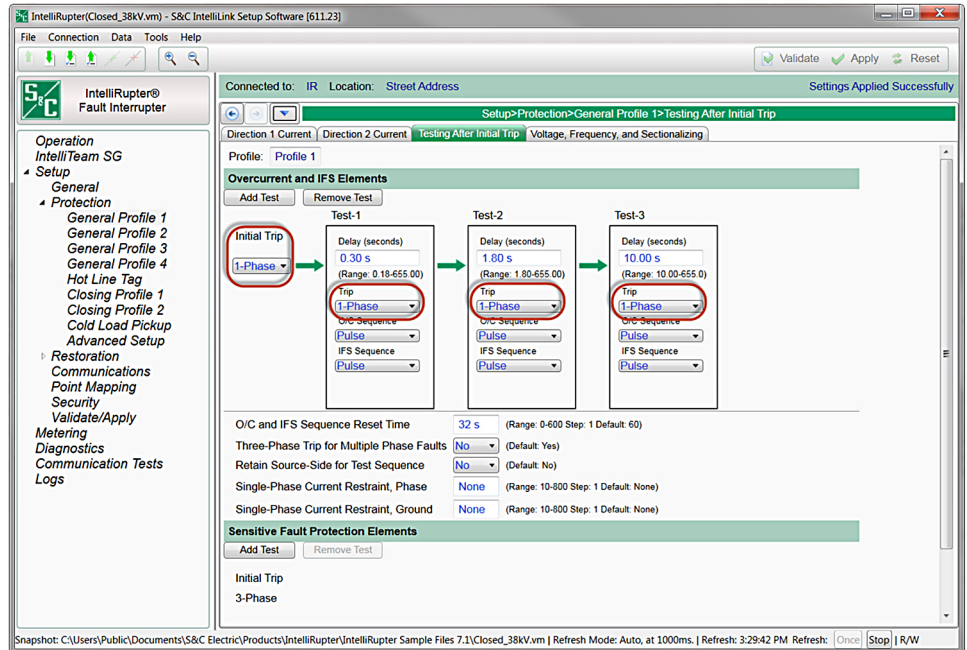 IntelliRupter(Closed_38kV.vm) - S&C IntelliLink Setup Software [611.23]
File Connection Data Tools Help
Validate Apply Reset
S&C
IntelliRupter®
Fault Interrupter
Operation
IntelliTeam SG
Setup
General
Protection
General Profile 1
General Profile 2
General Profile 3
General Profile 4
Hot Line Tag
Closing Profile 1
Closing Profile 2
Cold Load Pickup
Advanced Setup
Restoration
Communications
Point Mapping
Security
Validate/Apply
Metering
Diagnostics
Communication Tests
Logs
Connected to: IR Location: Street Address Settings Applied Successfully
Setup>Protection>General Profile 1>Testing After Initial Trip
Direction 1 Current Direction 2 Current Testing After Initial Trip Voltage, Frequency, and Sectionalizing
Profile: Profile 1
Overcurrent and IFS Elements
Add Test Remove Test
Test-1 Test-2 Test-3
Initial Trip
1-Phase
Delay (seconds) Delay (seconds) Delay (seconds)
0.30 s 1.80 s 10.00 s
(Range: 0.18-655.00) (Range: 1.80-655.00) (Range: 10.00-655.0)
Trip Trip Trip
1-Phase 1-Phase 1-Phase
O/C Sequence O/C Sequence O/C Sequence
Pulse Pulse Pulse
IFS Sequence IFS Sequence IFS Sequence
Pulse Pulse Pulse
O/C and IFS Sequence Reset Time 32 s (Range: 0-600 Step: 1 Default: 60)
Three-Phase Trip for Multiple Phase Faults No (Default: Yes)
Retain Source-Side for Test Sequence No (Default: No)
Single-Phase Current Restraint, Phase None (Range: 10-800 Step: 1 Default: None)
Single-Phase Current Restraint, Ground None (Range: 10-800 Step: 1 Default: None)
Sensitive Fault Protection Elements
Add Test Remove Test
Initial Trip
3-Phase
Snapshot: C:\Users\Public\Documents\S&C Electric\Products\IntelliRupter\IntelliRupter Sample Files 7.1\Closed_38kV.vm | Refresh Mode: Auto, at 1000ms. | Refresh: 3:29:42 PM Refresh: Once Stop | R/W